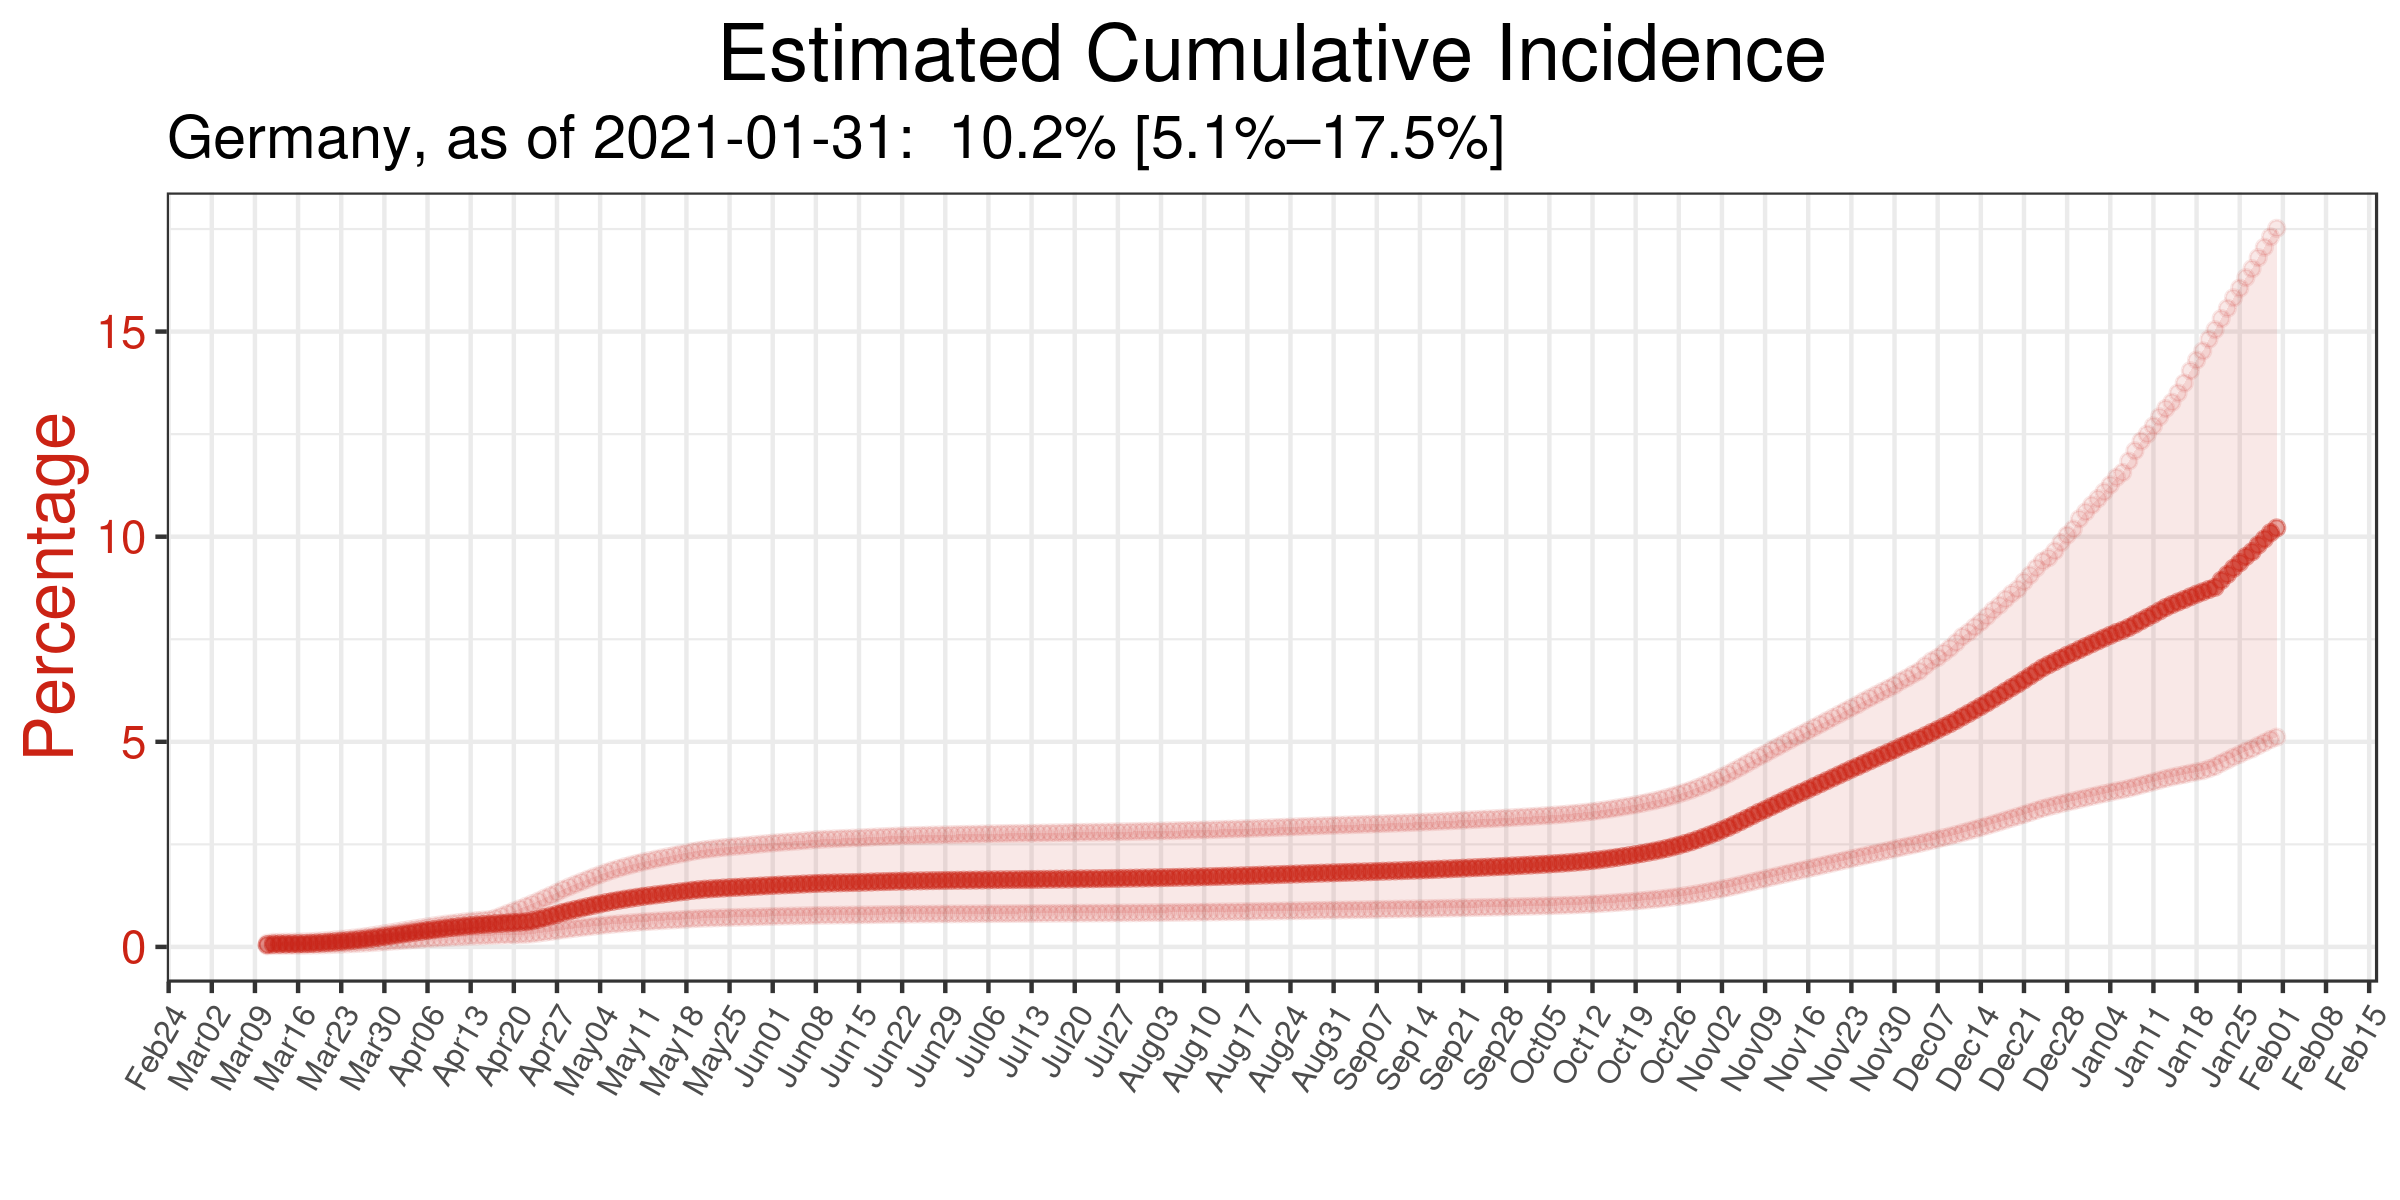 Estimated Cumulative Incidence
Germany, as of 2021-01-31:  10.2% [5.1%–17.5%]
Percentage
15
10
5
0
Feb24
Mar02
Mar09
Mar16
Mar23
Mar30
Apr06
Apr13
Apr20
Apr27
May04
May11
May18
May25
Jun01
Jun08
Jun15
Jun22
Jun29
Jul06
Jul13
Jul20
Jul27
Aug03
Aug10
Aug17
Aug24
Aug31
Sep07
Sep14
Sep21
Sep28
Oct05
Oct12
Oct19
Oct26
Nov02
Nov09
Nov16
Nov23
Nov30
Dec07
Dec14
Dec21
Dec28
Jan04
Jan11
Jan18
Jan25
Feb01
Feb08
Feb15